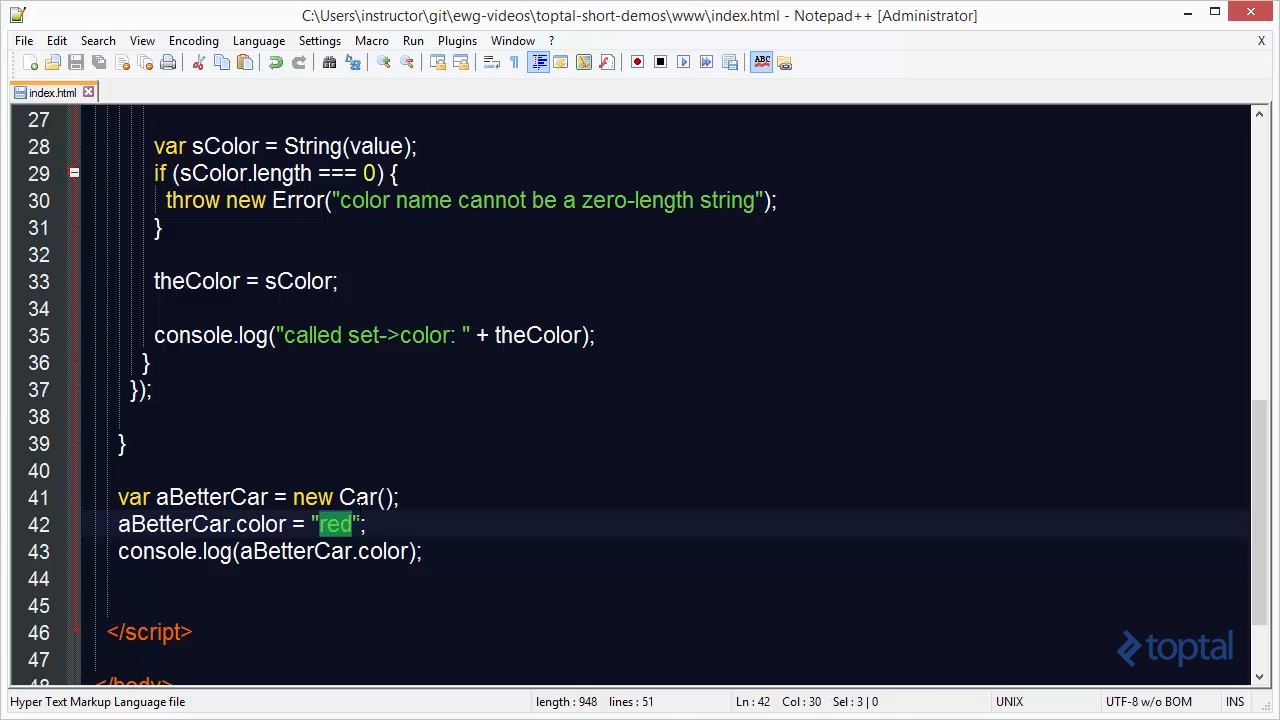 C:\Users\instructor\git\ewg-videos\toptal-short-demos\www\index.html - Notepad++ [Administrator]
File Edit Search View Encoding Language Settings Macro Run Plugins Window ? X
ABC
index.html
27
28 var sColor = String(value);
29 if (sColor.length === 0) {
30 throw new Error("color name cannot be a zero-length string");
31 }
32
33 theColor = sColor;
34
35 console.log("called set->color: " + theColor);
36 }
37 });
38
39 }
40
41 var aBetterCar = new Car();
42 aBetterCar.color = "red";
43 console.log(aBetterCar.color);
44
45
46 </script>
47
48 </body>
toptal
Hyper Text Markup Language file length : 948 lines : 51 Ln : 42 Col : 30 Sel : 3 | 0 UNIX UTF-8 w/o BOM INS